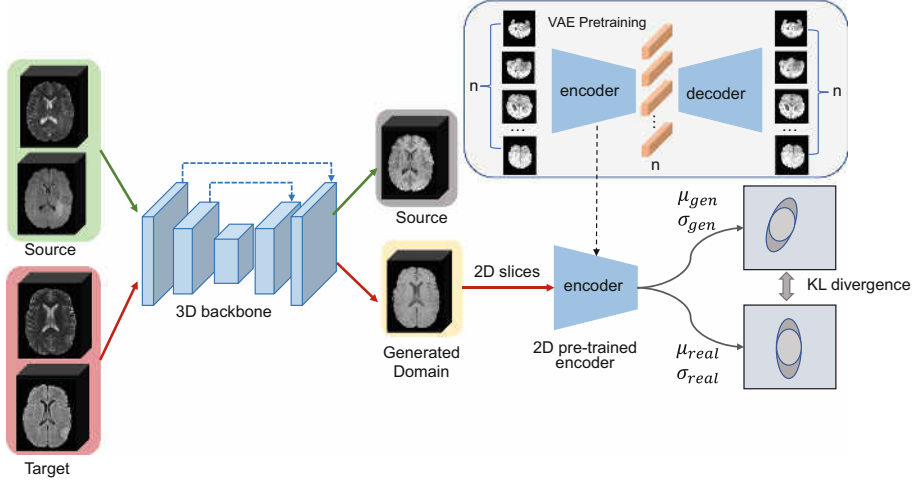 VAE Pretraining
n
encoder
decoder
n
...
...
...
n
Source
Source
3D backbone
2D slices
encoder
Generated
Domain
2D pre-trained
encoder
μgen
σgen
KL divergence
μreal
σreal
Target